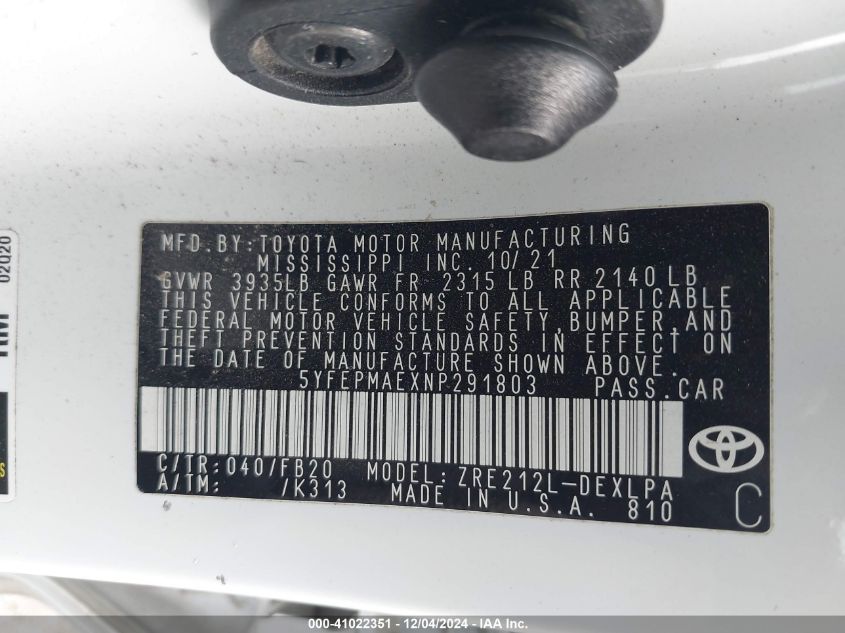 MFD. BY: TOYOTA MOTOR MANUFACTURING
MISSISSIPPI INC. 10/21
GVWR 3935LB GAWR FR 2315 LB RR 2140 LB
THIS VEHICLE CONFORMS TO ALL APPLICABLE
FEDERAL MOTOR VEHICLE SAFETY, BUMPER, AND
THEFT PREVENTION STANDARDS IN EFFECT ON
THE DATE OF MANUFACTURE SHOWN ABOVE.
5YFEPMAEXNP291803 PASS. CAR
C/TR: 040/FB20 MODEL: ZRE212L-DEXLPA
A/TM: /K313 MADE IN U.S.A. 810
C
02Q20
000-41022351 - 12/04/2024 - IAA Inc.